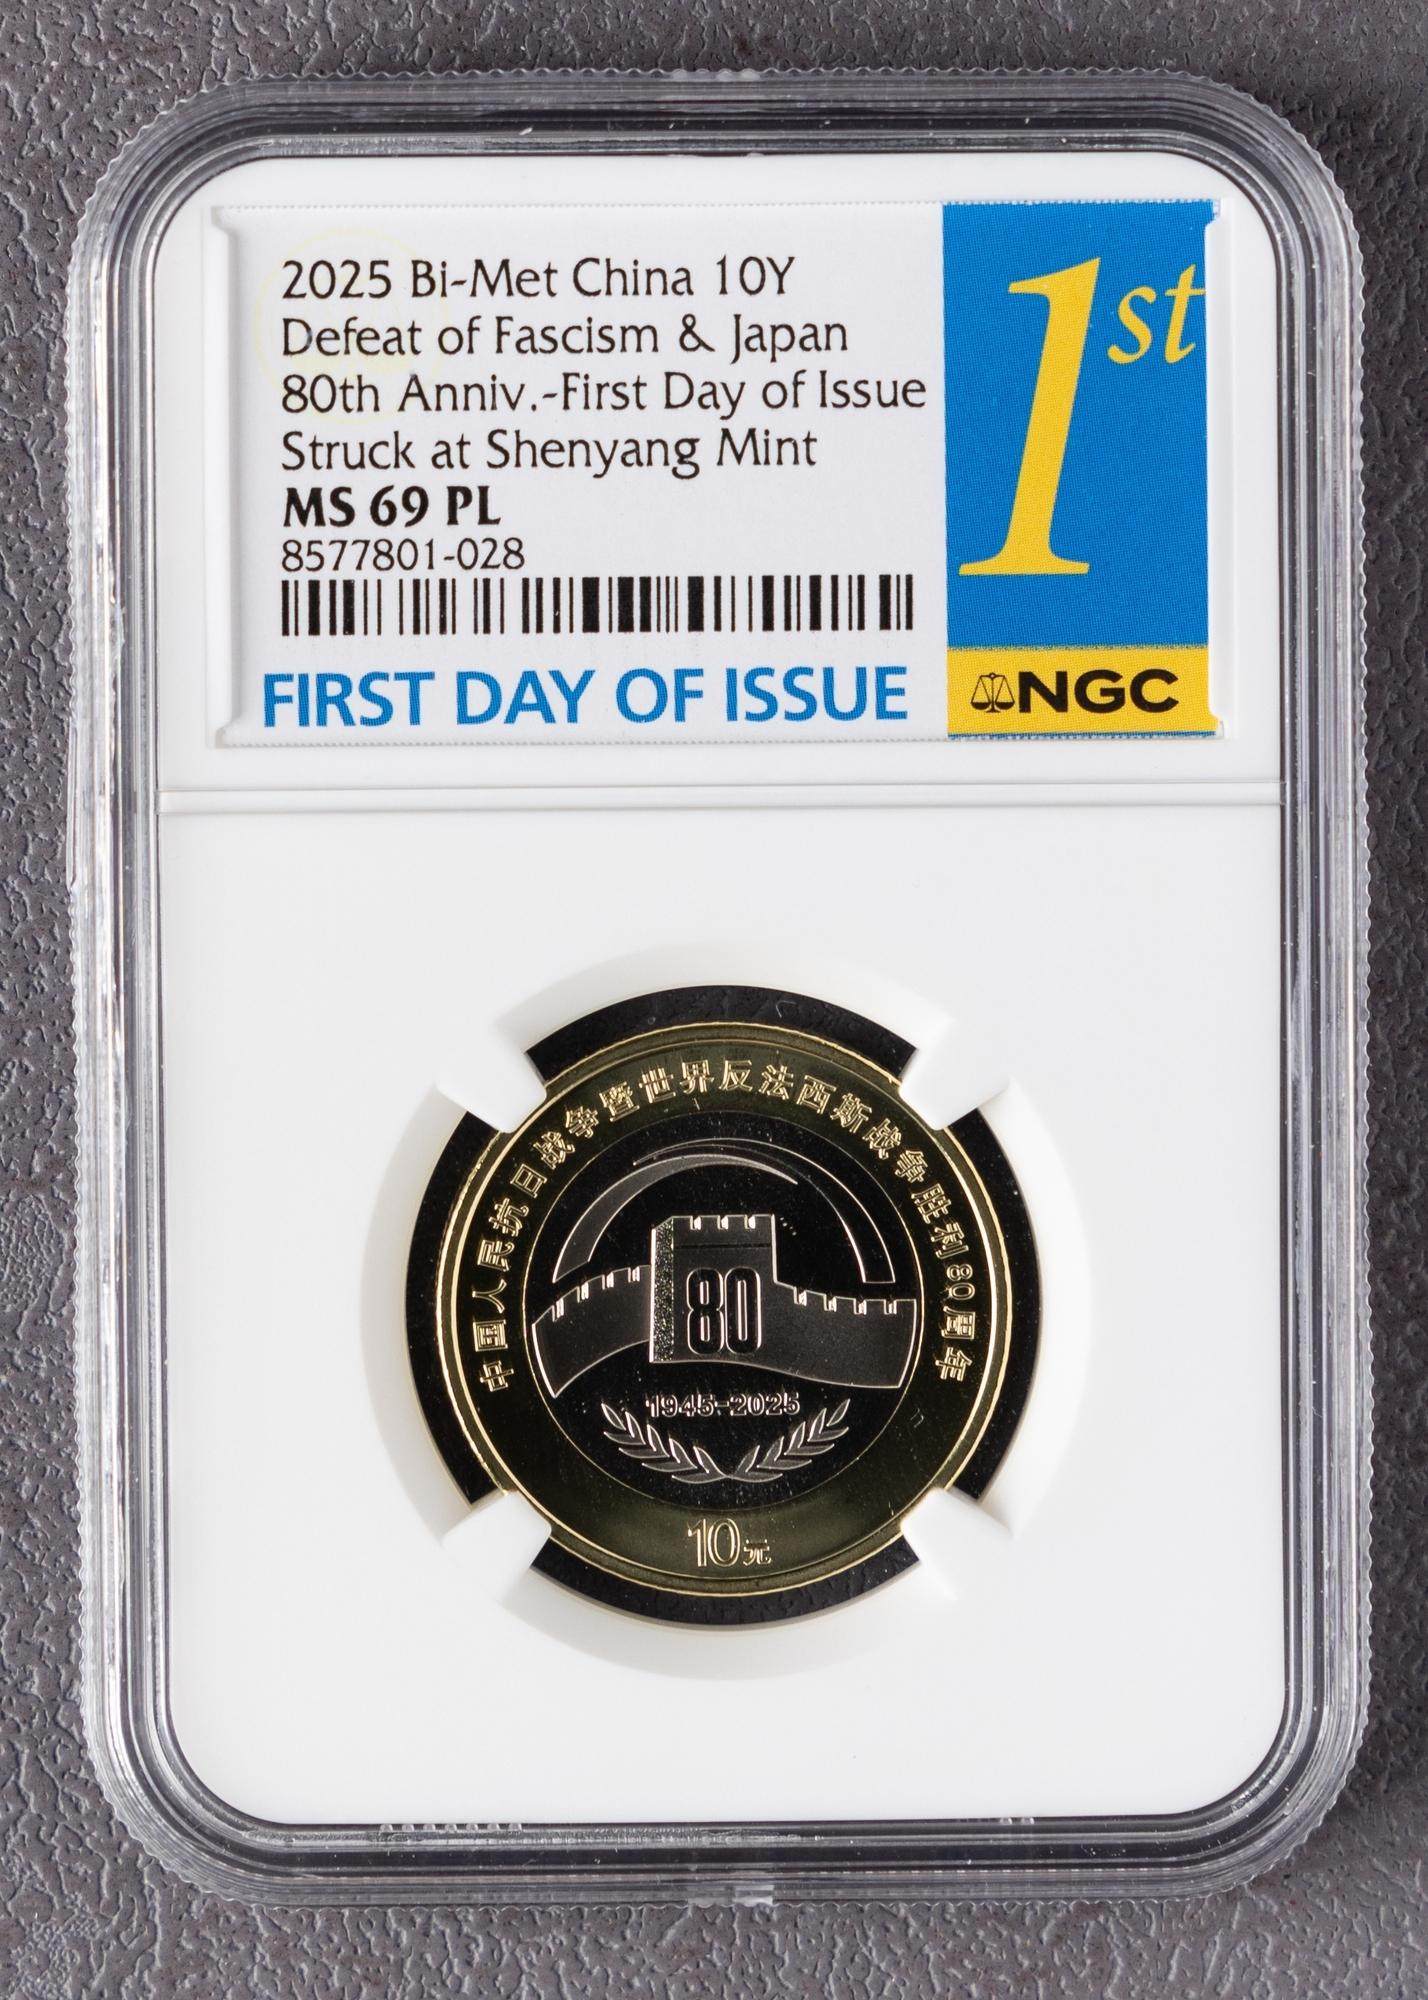 2025 Bi-Met China 10Y
Defeat of Fascism & Japan
80th Anniv.-First Day of Issue
Struck at Shenyang Mint
MS 69 PL
8577801-028
FIRST DAY OF ISSUE
1st
NGC
中国人民抗日战争暨世界反法西斯战争胜利80周年
80
1945-2025
10元